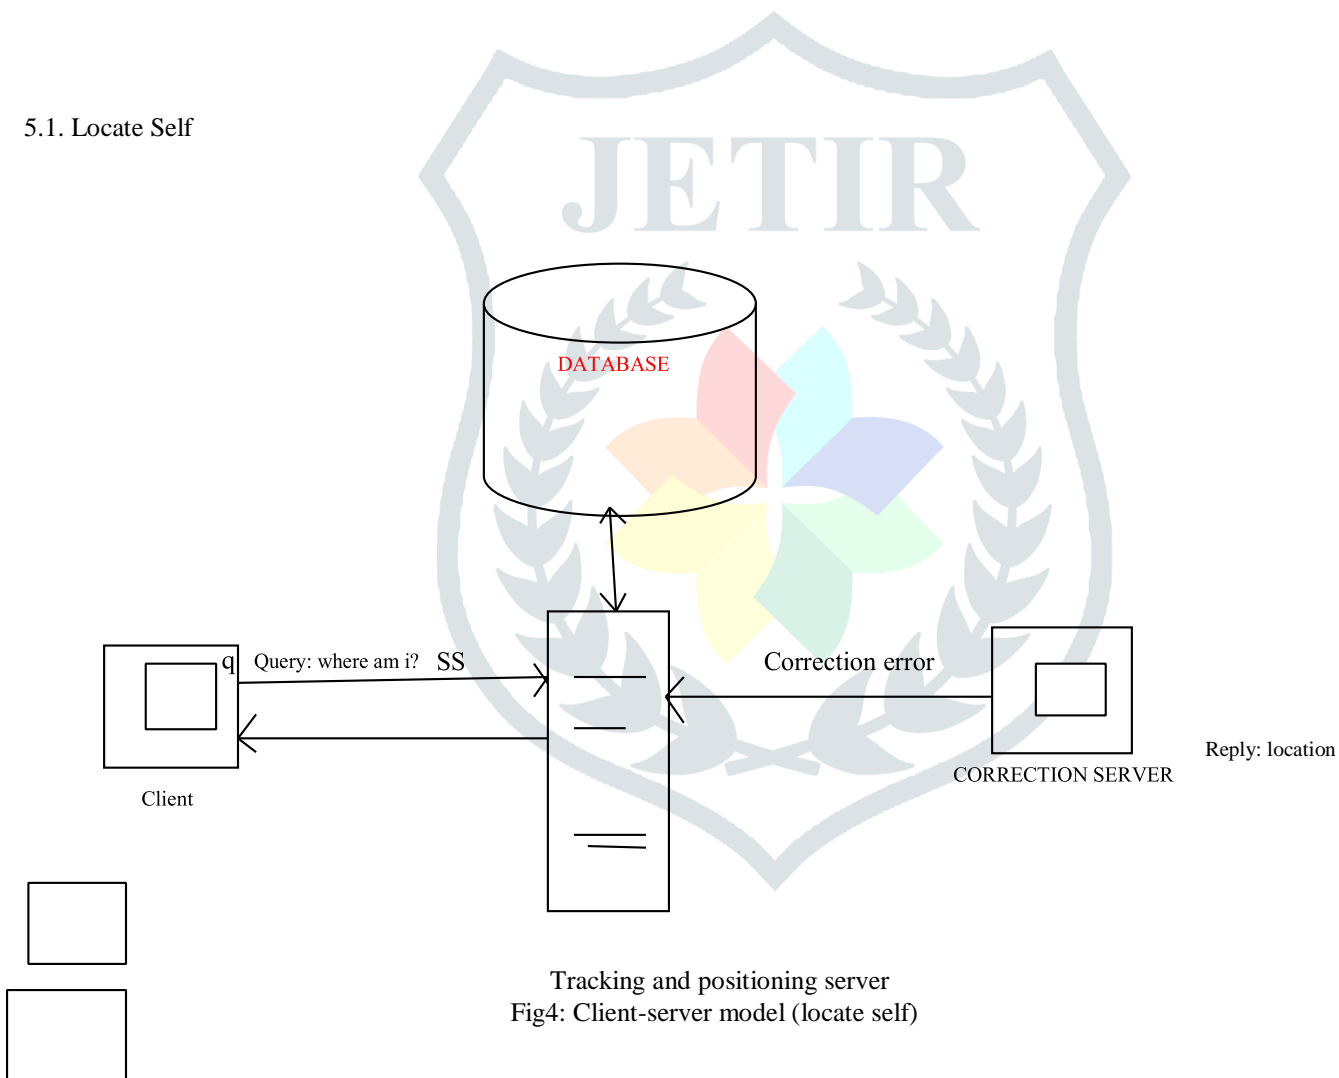 JETIR
5.1. Locate Self
DATABASE
q Query: where am i? SS
Correction error
Reply: location
CORRECTION SERVER
Client
Tracking and positioning server
Fig4: Client-server model (locate self)